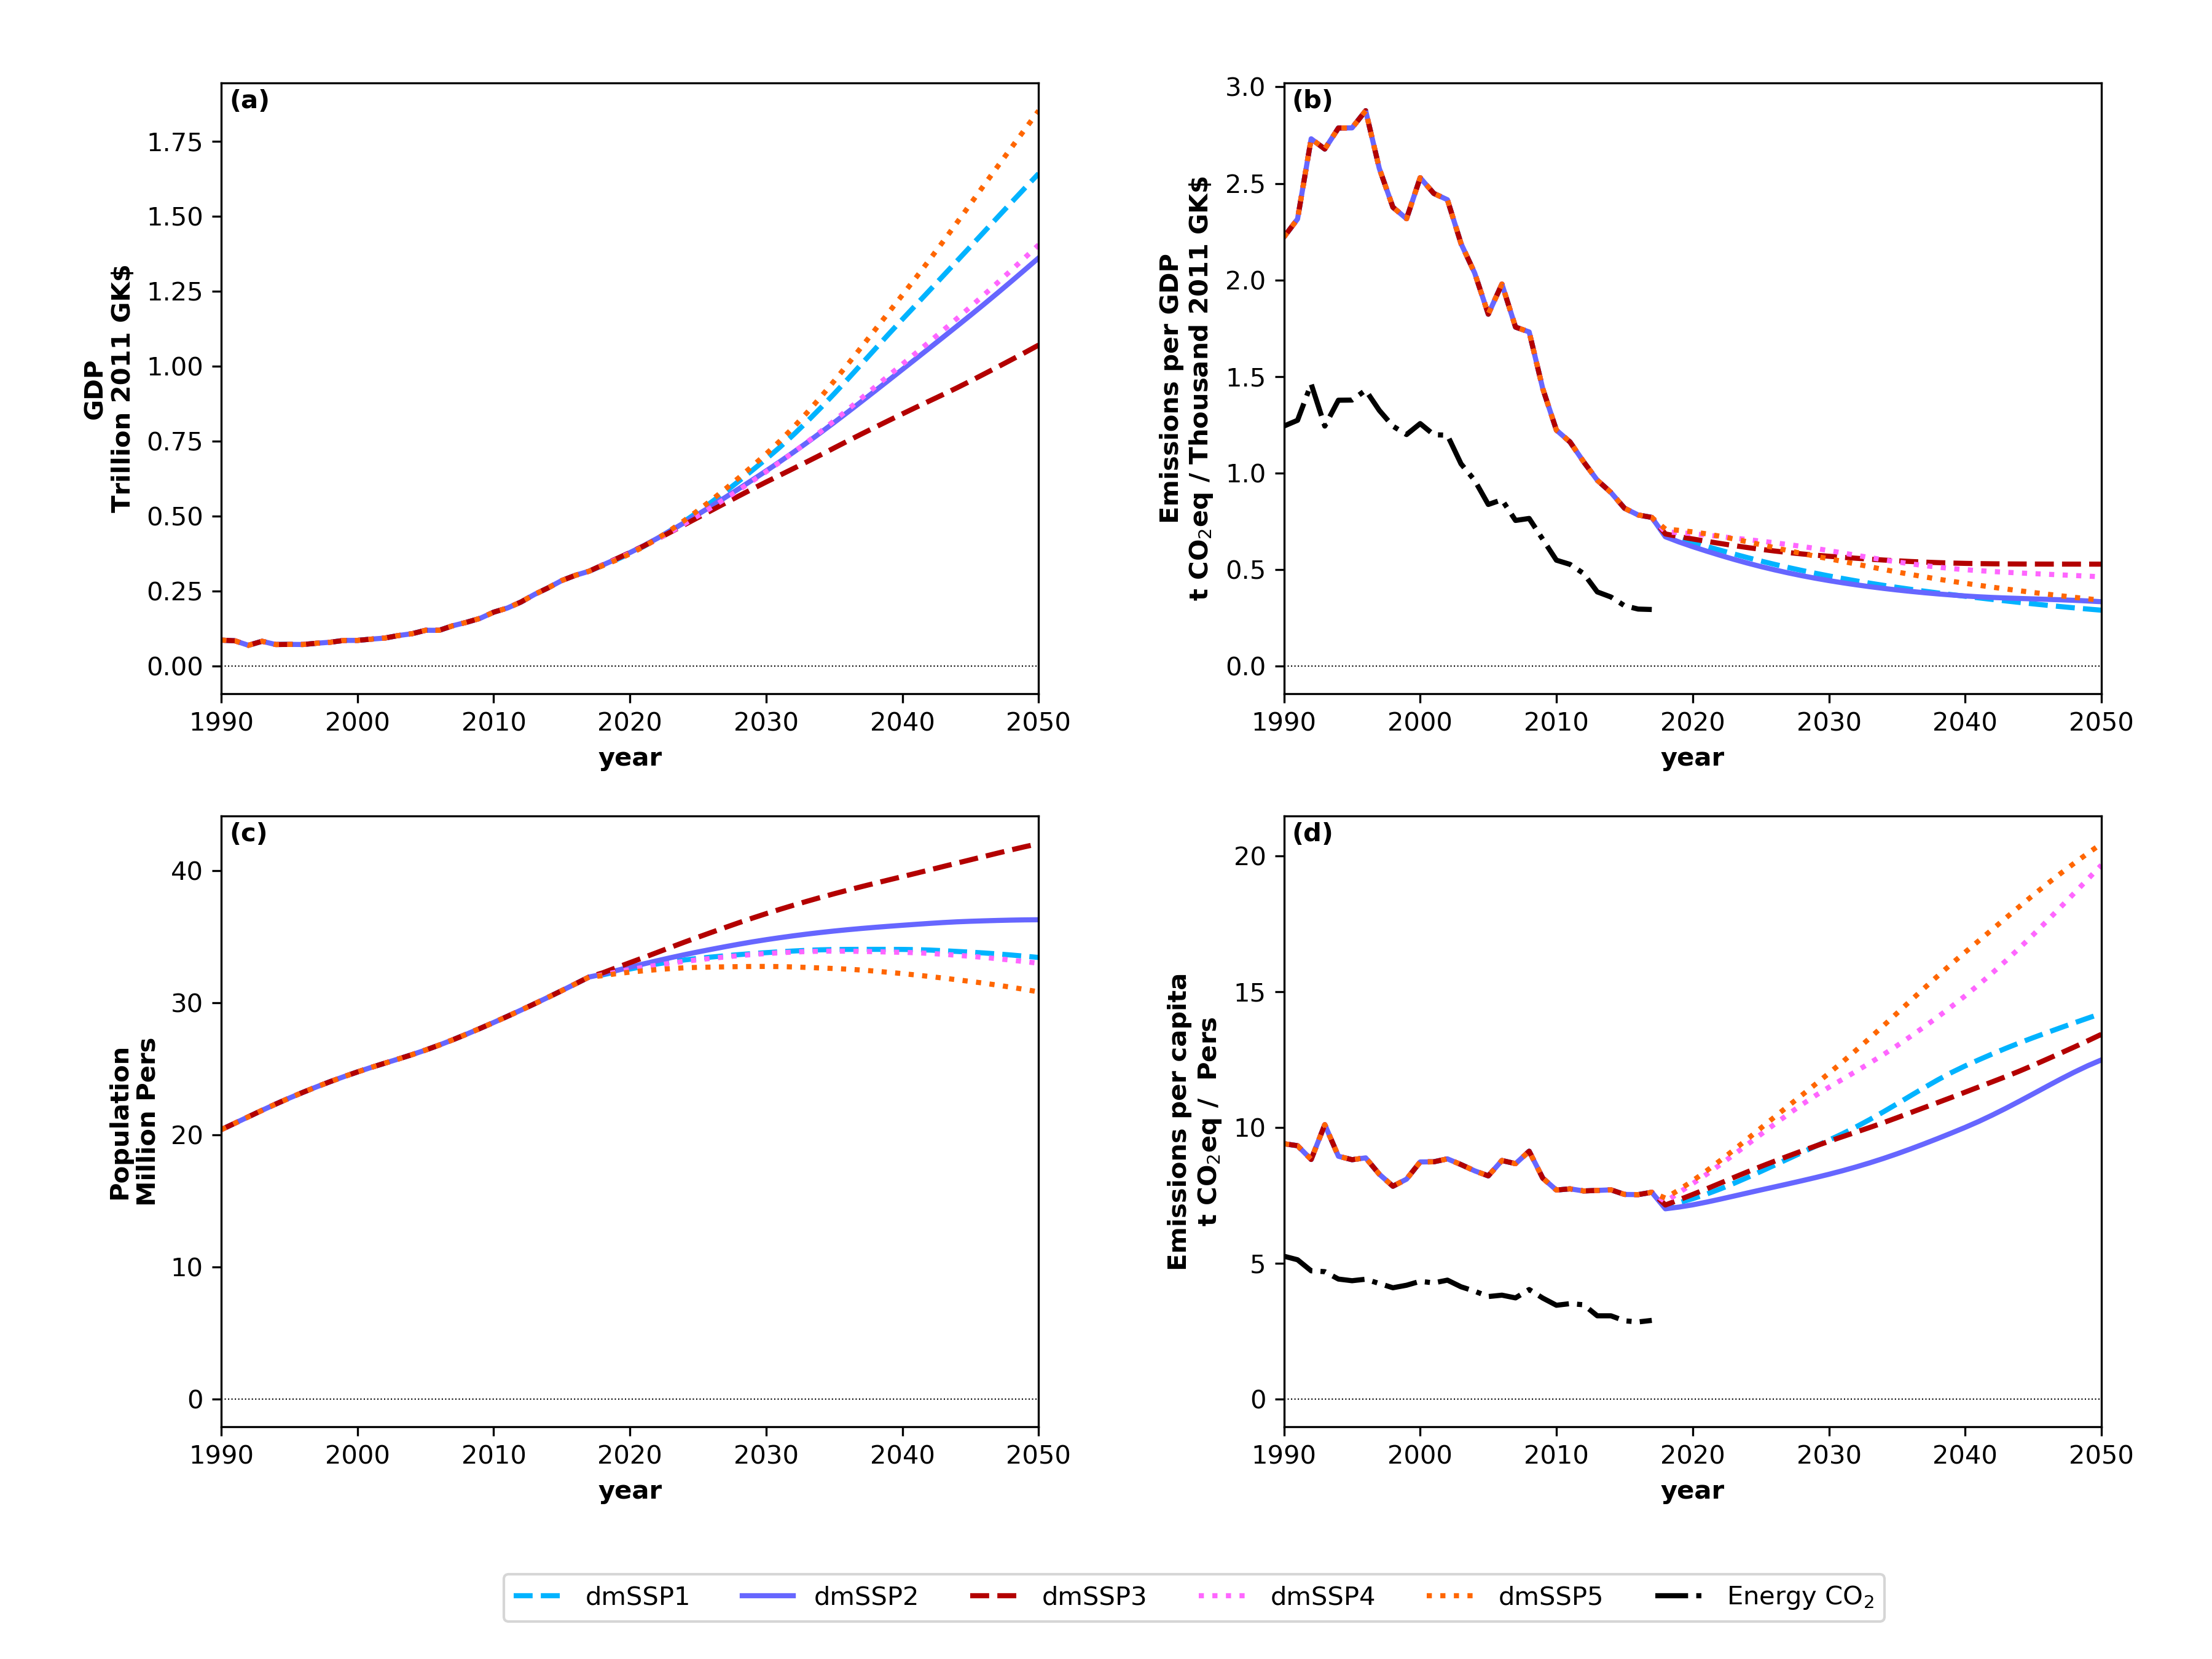 (a)
GDP
Trillion 2011 GK$
1.75
1.50
1.25
1.00
0.75
0.50
0.25
0.00
1990 2000 2010 2020 2030 2040 2050
year
(b)
Emissions per GDP
t CO₂eq / Thousand 2011 GK$
3.0
2.5
2.0
1.5
1.0
0.5
0.0
1990 2000 2010 2020 2030 2040 2050
year
(c)
Population
Million Pers
40
30
20
10
0
1990 2000 2010 2020 2030 2040 2050
year
(d)
Emissions per capita
t CO₂eq / Pers
20
15
10
5
0
1990 2000 2010 2020 2030 2040 2050
year
dmSSP1 dmSSP2 dmSSP3 dmSSP4 dmSSP5 Energy CO₂